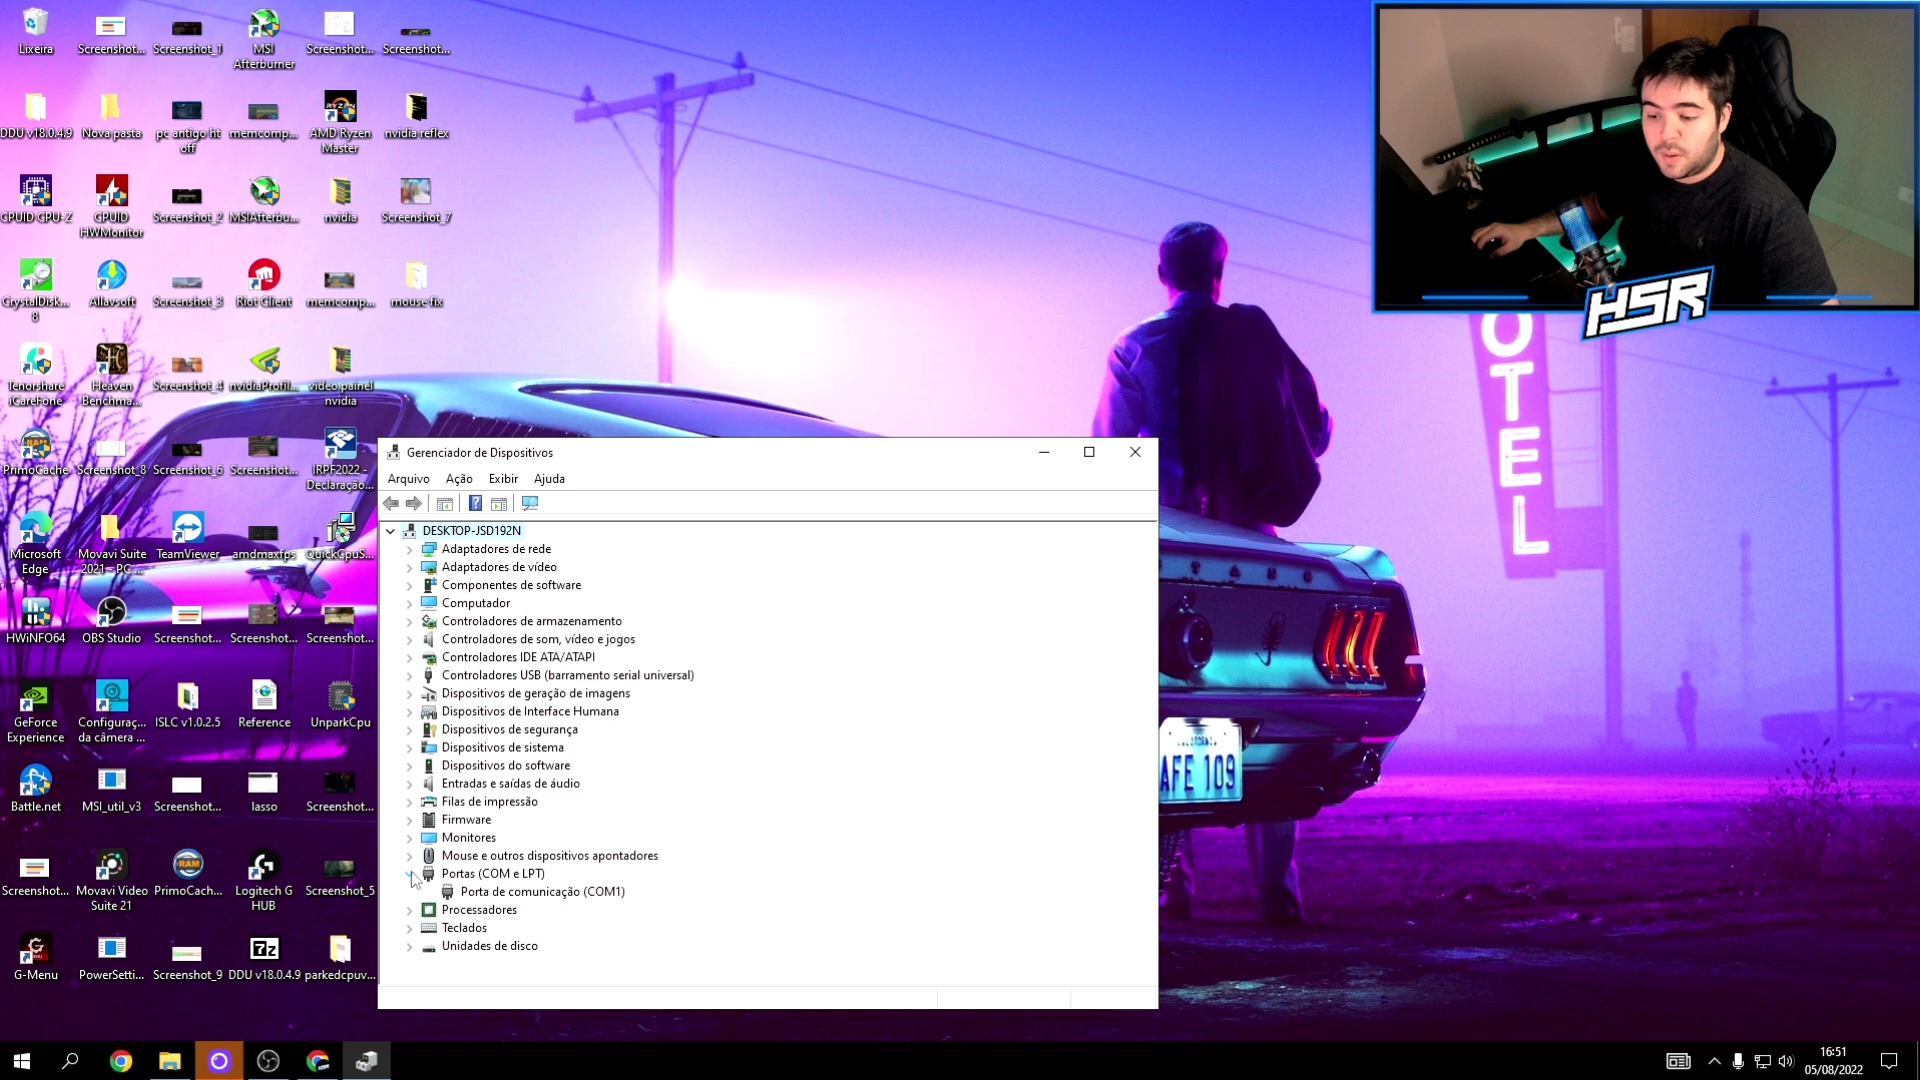 Lixeira
Screenshot...
Screenshot_1
MSI
Afterburner
Screenshot...
Screenshot...
DDU v18.0.4.9
Nova pasta
pc antigo ht
off
memcomp...
AMD Ryzen
Master
nvidia reflex
CPUID CPU-Z
CPUID
HWMonitor
Screenshot_2
MSIAfterbu...
nvidia
Screenshot_7
CrystalDisk...
8
Allavsoft
Screenshot_3
Riot Client
memcomp...
mouse fix
Tenorshare
iCareFone
Heaven
Benchma...
Screenshot_4
nvidiaProfil...
video painel
nvidia
PrimoCache
Screenshot_8
Screenshot_6
Screenshot...
IRPF2022 -
Declaração...
Microsoft
Edge
Movavi Suite
2021 - PC ...
TeamViewer
amdmaxfps
QuickCpuS...
HWiNFO64
OBS Studio
Screenshot...
Screenshot...
Screenshot...
GeForce
Experience
Configuraç...
da câmera ...
ISLC v1.0.2.5
Reference
UnparkCpu
Battle.net
MSI_util_v3
Screenshot...
lasso
Screenshot...
Screenshot...
Movavi Video
Suite 21
PrimoCach...
Logitech G
HUB
Screenshot_5
G-Menu
PowerSetti...
Screenshot_9
DDU v18.0.4.9
parkedcpuv...
Gerenciador de Dispositivos
Arquivo Ação Exibir Ajuda
DESKTOP-JSD192N
Adaptadores de rede
Adaptadores de vídeo
Componentes de software
Computador
Controladores de armazenamento
Controladores de som, vídeo e jogos
Controladores IDE ATA/ATAPI
Controladores USB (barramento serial universal)
Dispositivos de geração de imagens
Dispositivos de Interface Humana
Dispositivos de segurança
Dispositivos de sistema
Dispositivos do software
Entradas e saídas de áudio
Filas de impressão
Firmware
Monitores
Mouse e outros dispositivos apontadores
Portas (COM e LPT)
Porta de comunicação (COM1)
Processadores
Teclados
Unidades de disco
HSR
OTEL
CALIFORNIA
AFE 109
16:51
05/08/2022